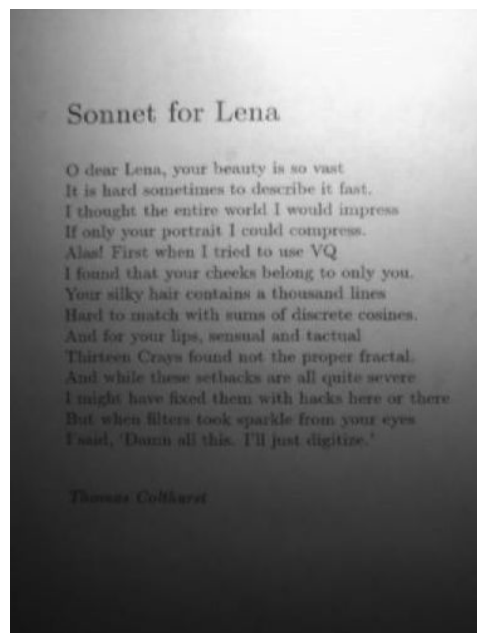 Sonnet for Lena
O dear Lena, your beauty is so vast
It is hard sometimes to describe it fast.
I thought the entire world I would impress
If only your portrait I could compress.
Alas! First when I tried to use VQ
I found that your cheeks belong to only you.
Your silky hair contains a thousand lines
Hard to match with sums of discrete cosines.
And for your lips, sensual and tactual
Thirteen Crays found not the proper fractal.
And while these setbacks are all quite severe
I might have fixed them with hacks here or there
But when filters took sparkle from your eyes
I said, 'Damn all this. I'll just digitize.'
Thomas Colthurst